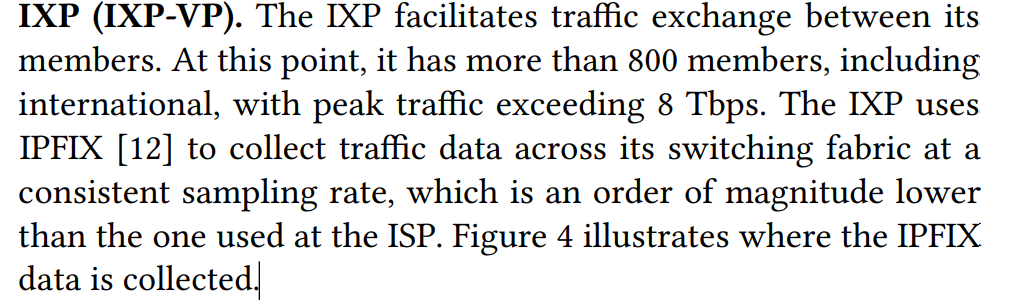 IXP (IXP-VP). The IXP facilitates traffic exchange between its
members. At this point, it has more than 800 members, including
international, with peak traffic exceeding 8 Tbps. The IXP uses
IPFIX [12] to collect traffic data across its switching fabric at a
consistent sampling rate, which is an order of magnitude lower
than the one used at the ISP. Figure 4 illustrates where the IPFIX
data is collected.